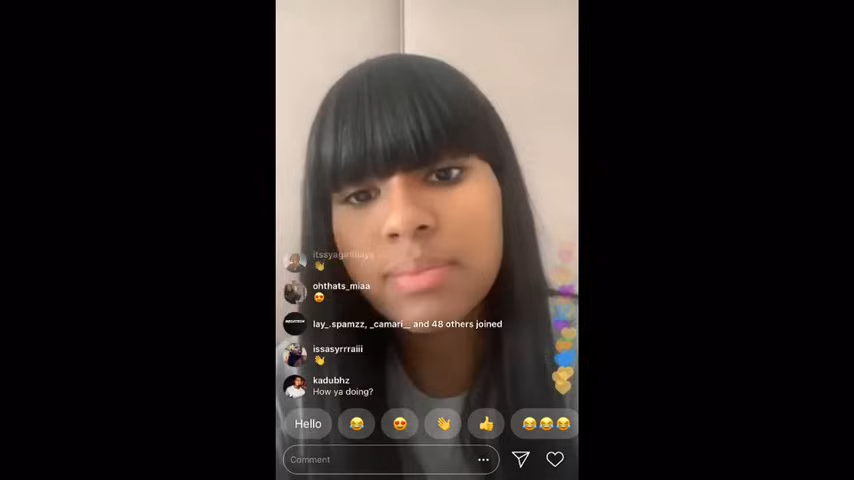 ohthats_miaa
lay_.spamzz, _camari__ and 48 others joined
issasyrrraiii
kadubhz
How ya doing?
Hello
Comment